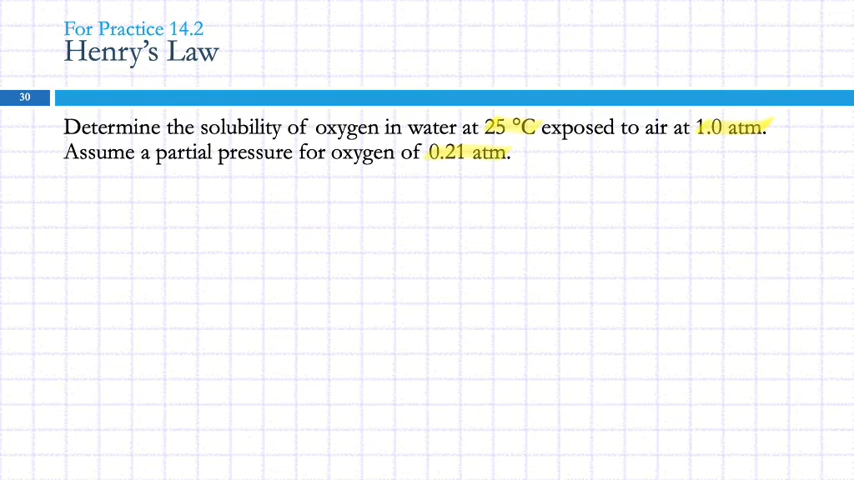 For Practice 14.2
Henry's Law
30
Determine the solubility of oxygen in water at 25 °C exposed to air at 1.0 atm.
Assume a partial pressure for oxygen of 0.21 atm.